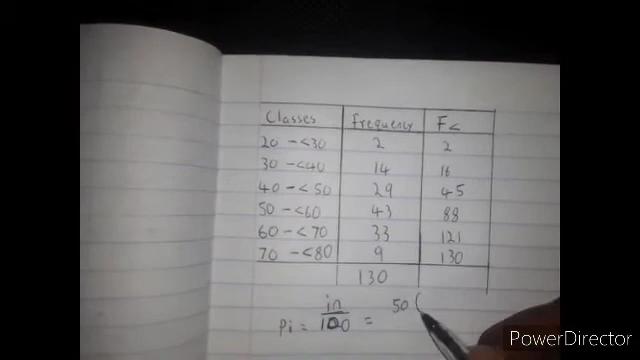 Classes frequency F<
20 -<30 2 2
30 -<40 14 16
40 -<50 29 45
50 -<60 43 88
60 -<70 33 121
70 -<80 9 130
130
Pi = in/100 = 50 (
PowerDirector